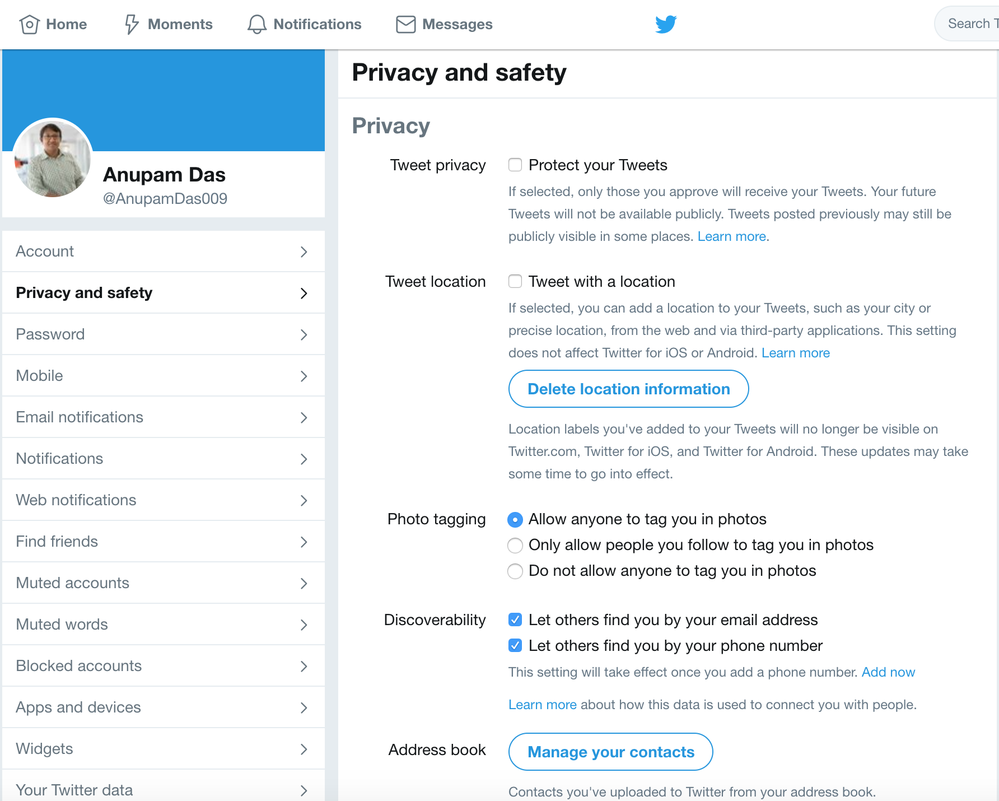 Home Moments Notifications Messages Search T
Anupam Das
@AnupamDas009
Account
Privacy and safety
Password
Mobile
Email notifications
Notifications
Web notifications
Find friends
Muted accounts
Muted words
Blocked accounts
Apps and devices
Widgets
Your Twitter data
Privacy and safety
Privacy
Tweet privacy Protect your Tweets
If selected, only those you approve will receive your Tweets. Your future
Tweets will not be available publicly. Tweets posted previously may still be
publicly visible in some places. Learn more.
Tweet location Tweet with a location
If selected, you can add a location to your Tweets, such as your city or
precise location, from the web and via third-party applications. This setting
does not affect Twitter for iOS or Android. Learn more
Delete location information
Location labels you've added to your Tweets will no longer be visible on
Twitter.com, Twitter for iOS, and Twitter for Android. These updates may take
some time to go into effect.
Photo tagging Allow anyone to tag you in photos
Only allow people you follow to tag you in photos
Do not allow anyone to tag you in photos
Discoverability Let others find you by your email address
Let others find you by your phone number
This setting will take effect once you add a phone number. Add now
Learn more about how this data is used to connect you with people.
Address book Manage your contacts
Contacts you've uploaded to Twitter from your address book.